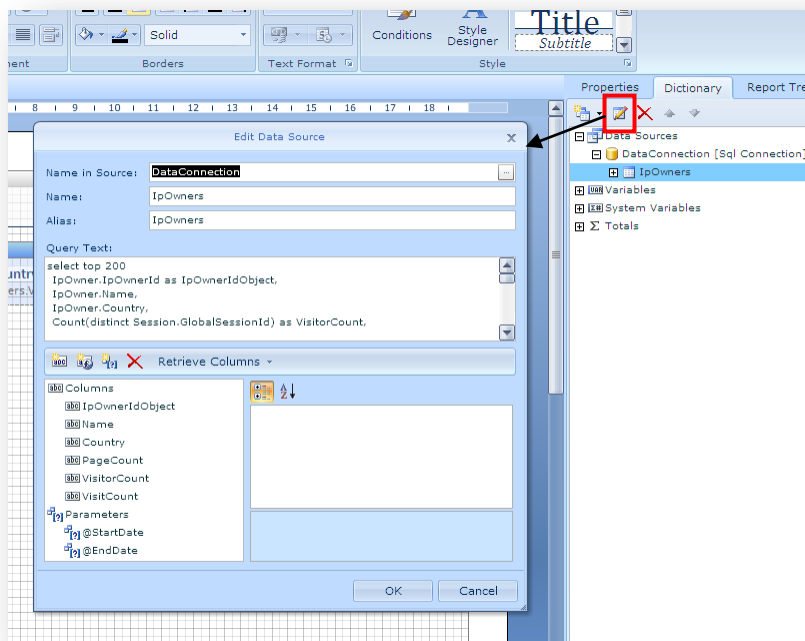 Solid
Conditions
Style
Designer
Title
Subtitle
Borders
Text Format
Style
Properties
Dictionary
Report Tre
8 9 10 11 12 13 14 15 16 17 18
Data Sources
DataConnection [Sql Connection]
IpOwners
Variables
System Variables
Totals
Edit Data Source
Name in Source: DataConnection
Name: IpOwners
Alias: IpOwners
Query Text:
select top 200
IpOwner.IpOwnerId as IpOwnerIdObject,
IpOwner.Name,
IpOwner.Country,
Count(distinct Session.GlobalSessionId) as VisitorCount,
Retrieve Columns
Columns
IpOwnerIdObject
Name
Country
PageCount
VisitorCount
VisitCount
Parameters
@StartDate
@EndDate
OK
Cancel